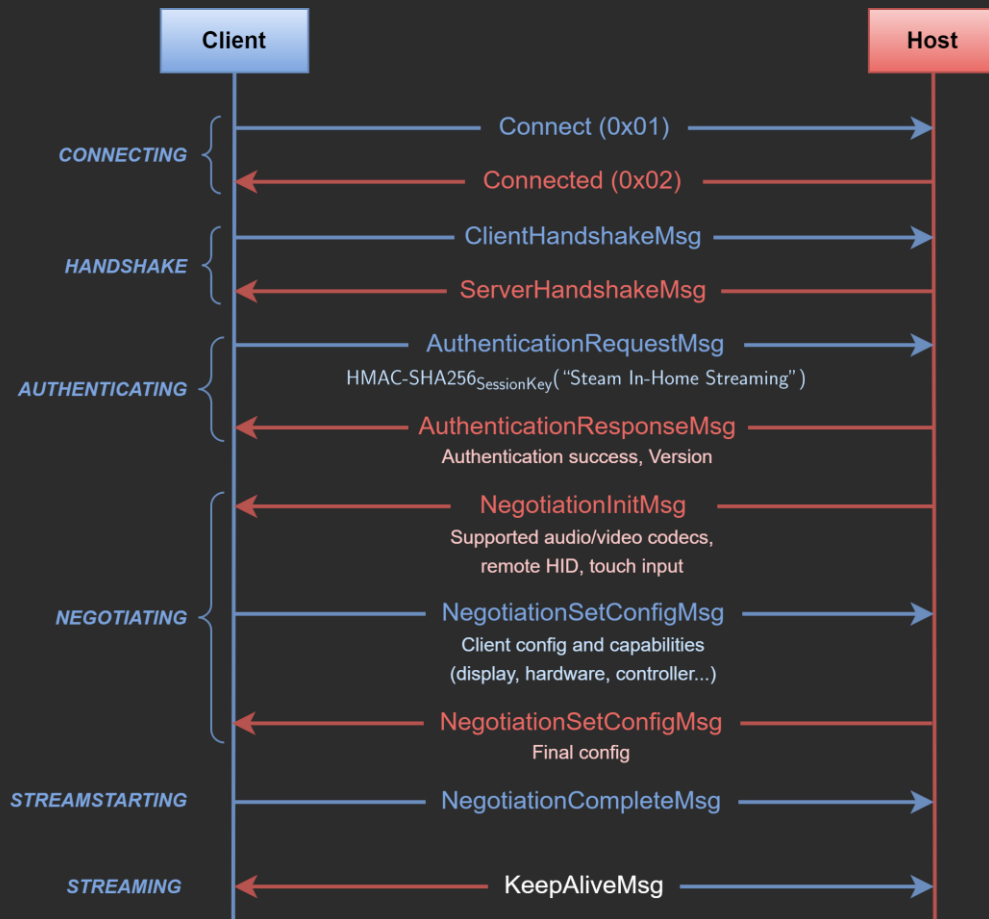 Client
Host
CONNECTING
Connect (0x01)
Connected (0x02)
HANDSHAKE
ClientHandshakeMsg
ServerHandshakeMsg
AUTHENTICATING
AuthenticationRequestMsg
HMAC-SHA256SessionKey(“Steam In-Home Streaming”)
AuthenticationResponseMsg
Authentication success, Version
NEGOTIATING
NegotiationInitMsg
Supported audio/video codecs,
remote HID, touch input
NegotiationSetConfigMsg
Client config and capabilities
(display, hardware, controller...)
NegotiationSetConfigMsg
Final config
STREAMSTARTING
NegotiationCompleteMsg
STREAMING
KeepAliveMsg